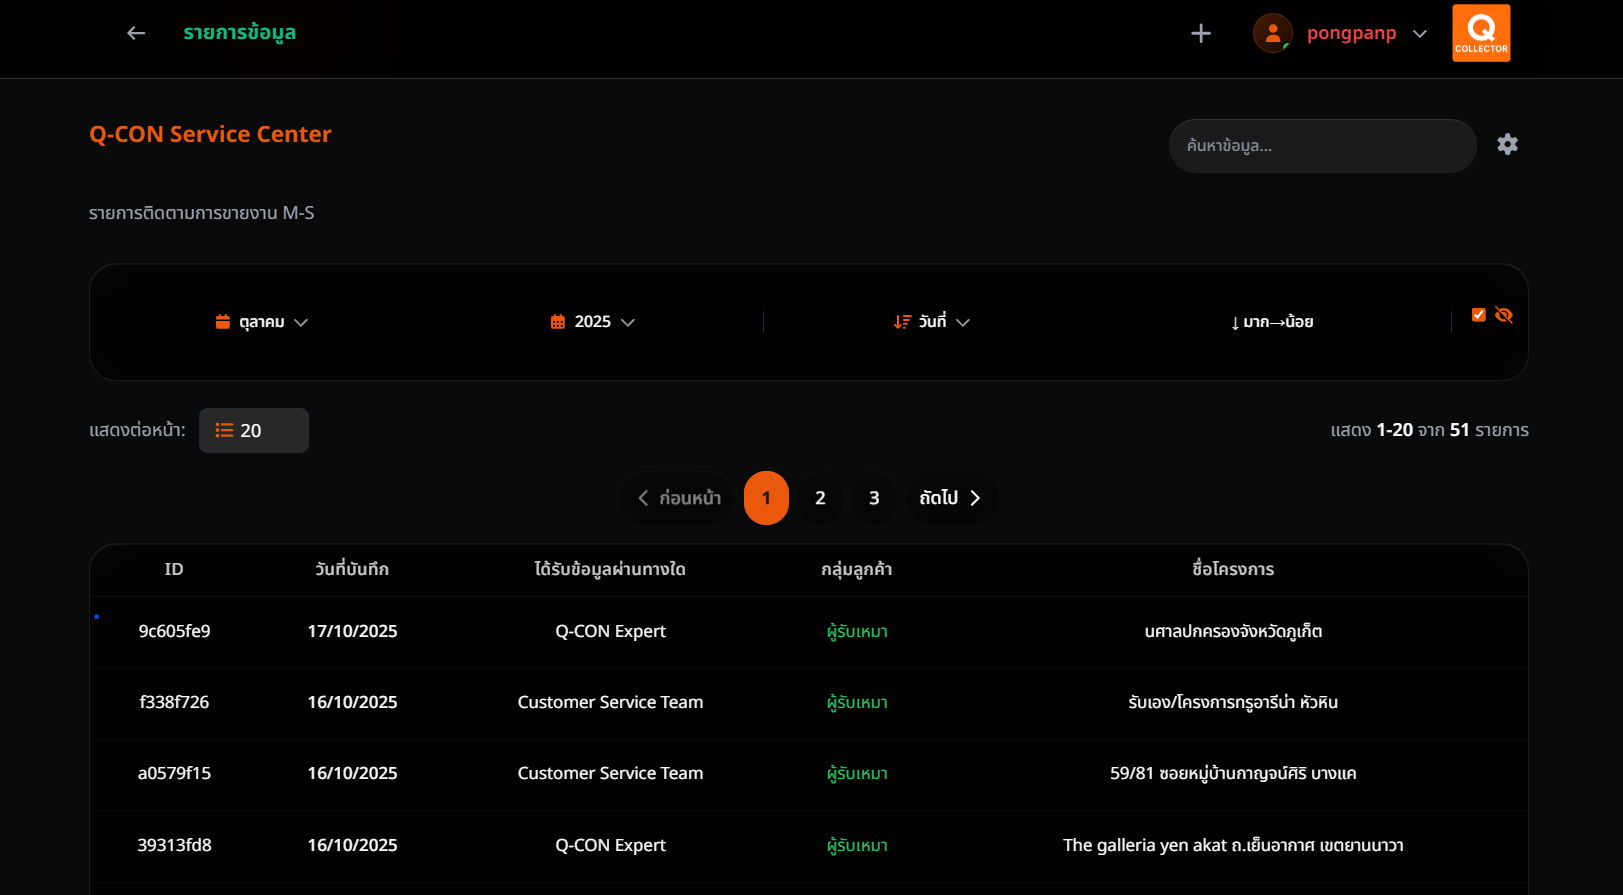 รายการข้อมูล
pongpanp
Q
COLLECTOR
Q-CON Service Center
ค้นหาข้อมูล...
รายการติดตามการขายงาน M-S
ตุลาคม 2025 วันที่ ↓ มาก→น้อย
แสดงต่อหน้า: 20 แสดง 1-20 จาก 51 รายการ
ก่อนหน้า 1 2 3 ถัดไป
ID วันที่บันทึก ได้รับข้อมูลผ่านทางใด กลุ่มลูกค้า ชื่อโครงการ
9c605fe9 17/10/2025 Q-CON Expert ผู้รับเหมา นศาลปกครองจังหวัดภูเก็ต
f338f726 16/10/2025 Customer Service Team ผู้รับเหมา รับเอง/โครงการทรูอารีน่า หัวหิน
a0579f15 16/10/2025 Customer Service Team ผู้รับเหมา 59/81 ซอยหมู่บ้านกาญจน์ศิริ บางแค
39313fd8 16/10/2025 Q-CON Expert ผู้รับเหมา The galleria yen akat ถ.เย็นอากาศ เขตยานนาวา